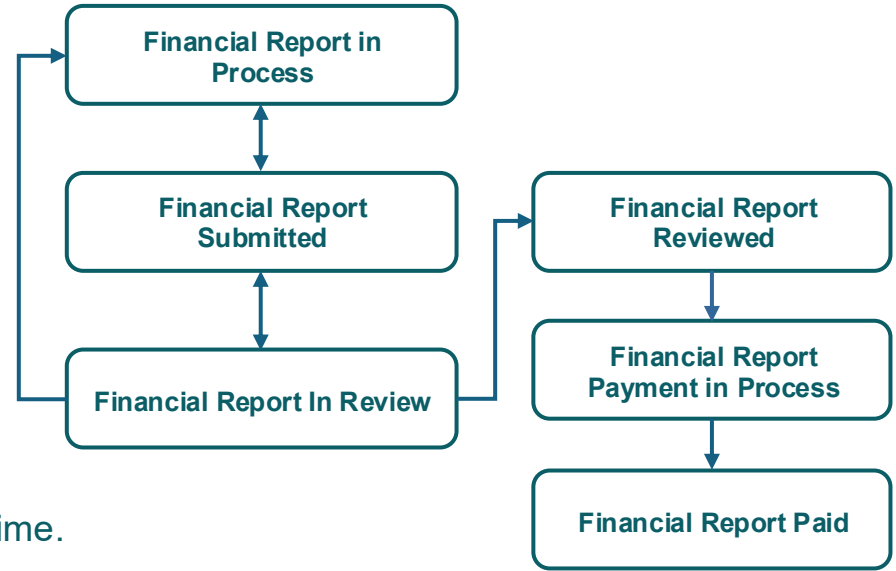 Financial Report in
Process
Financial Report
Submitted
Financial Report In Review
Financial Report
Reviewed
Financial Report
Payment in Process
Financial Report Paid
ime.